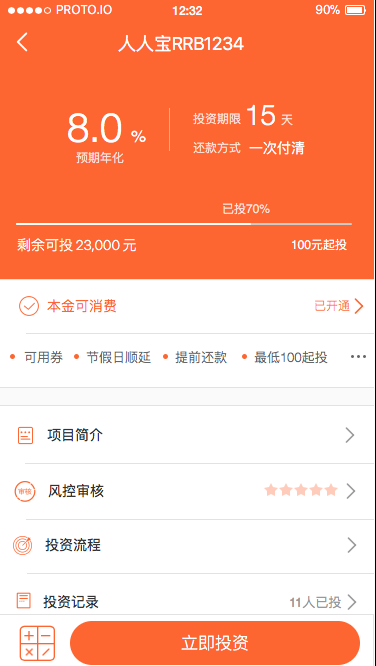 PROTO.IO 12:32 90%
人人宝RRB1234
8.0 %
预期年化
投资期限 15 天
还款方式 一次付清
已投70%
剩余可投 23,000 元 100元起投
本金可消费 已开通
可用券 节假日顺延 提前还款 最低100起投
项目简介
审核 风控审核
投资流程
投资记录 11人已投
立即投资